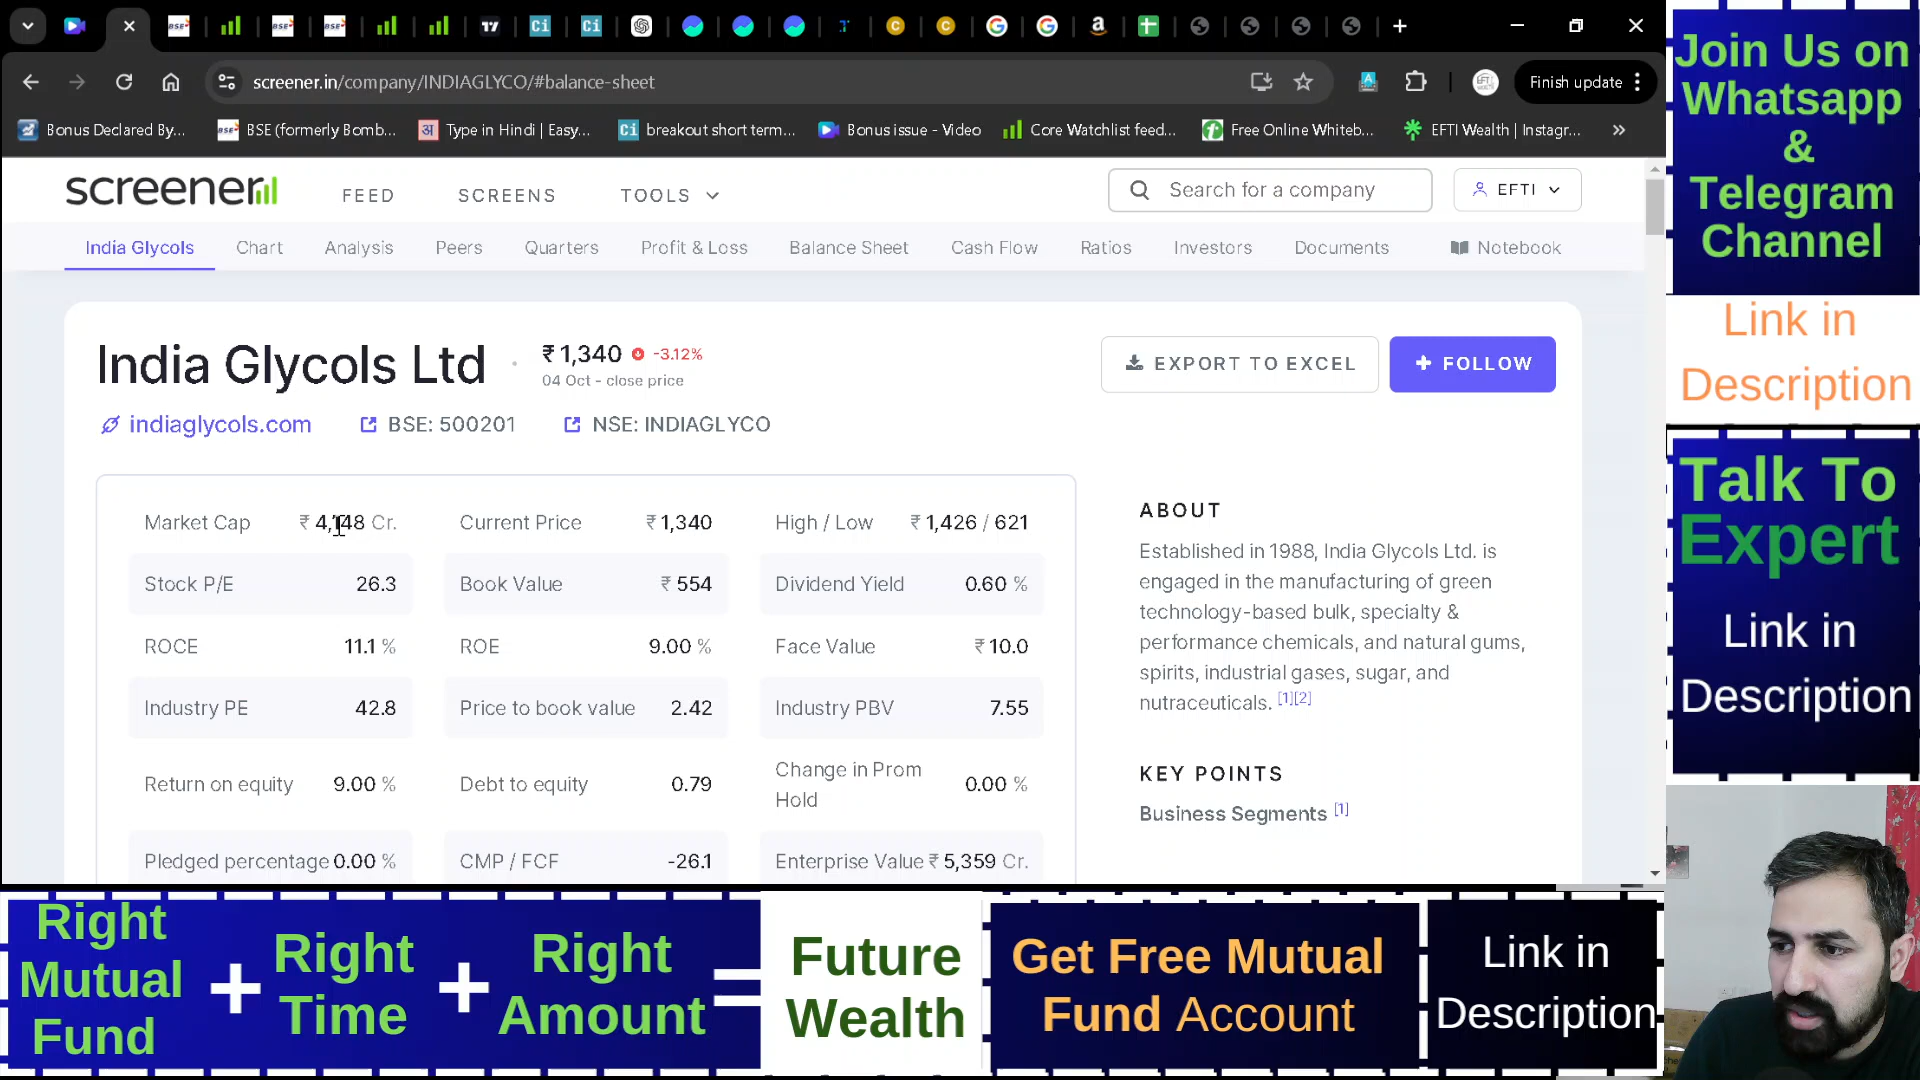 Finish update
screener.in/company/INDIAGLYCO/#balance-sheet
Bonus Declared By...
BSE (formerly Bomb...
Type in Hindi | Easy...
breakout short term...
Bonus issue - Video
Core Watchlist feed...
Free Online Whiteb...
EFTI Wealth | Instagr...
screener
FEED
SCREENS
TOOLS
Search for a company
EFTI
India Glycols
Chart
Analysis
Peers
Quarters
Profit & Loss
Balance Sheet
Cash Flow
Ratios
Investors
Documents
Notebook
India Glycols Ltd
₹ 1,340 -3.12%
04 Oct - close price
EXPORT TO EXCEL
+ FOLLOW
indiaglycols.com
BSE: 500201
NSE: INDIAGLYCO
Market Cap ₹ 4,148 Cr.
Current Price ₹ 1,340
High / Low ₹ 1,426 / 621
Stock P/E 26.3
Book Value ₹ 554
Dividend Yield 0.60 %
ROCE 11.1 %
ROE 9.00 %
Face Value ₹ 10.0
Industry PE 42.8
Price to book value 2.42
Industry PBV 7.55
Return on equity 9.00 %
Debt to equity 0.79
Change in Prom
Hold 0.00 %
Pledged percentage 0.00 %
CMP / FCF -26.1
Enterprise Value ₹ 5,359 Cr.
ABOUT
Established in 1988, India Glycols Ltd. is
engaged in the manufacturing of green
technology-based bulk, specialty &
performance chemicals, and natural gums,
spirits, industrial gases, sugar, and
nutraceuticals. [1][2]
KEY POINTS
Business Segments [1]
Join Us on
Whatsapp
&
Telegram
Channel
Link in
Description
Talk To
Expert
Link in
Description
Right
Mutual
Fund
+
Right
Time
+
Right
Amount
=
Future
Wealth
Get Free Mutual
Fund Account
Link in
Description